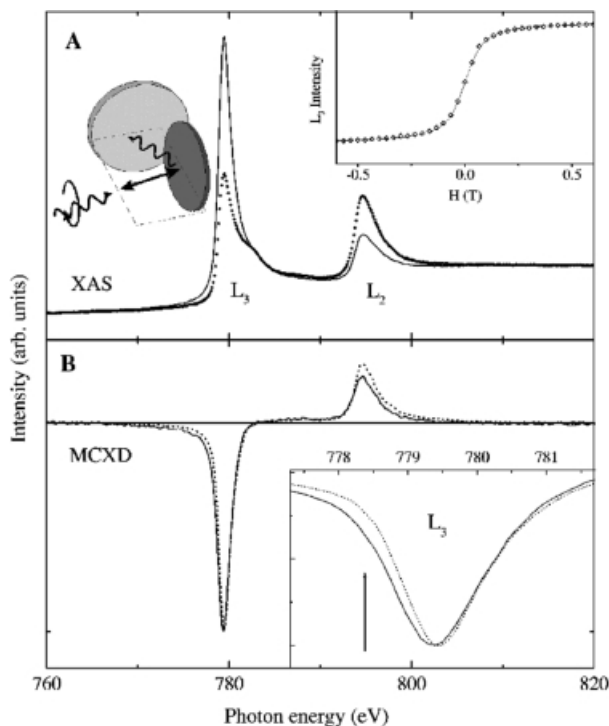 A
L₃ Intensity
-0.5 0.0 0.5
H (T)
XAS
L₃
L₂
Intensity (arb. units)
B
778 779 780 781
MCXD
L₃
760 780 800 820
Photon energy (eV)